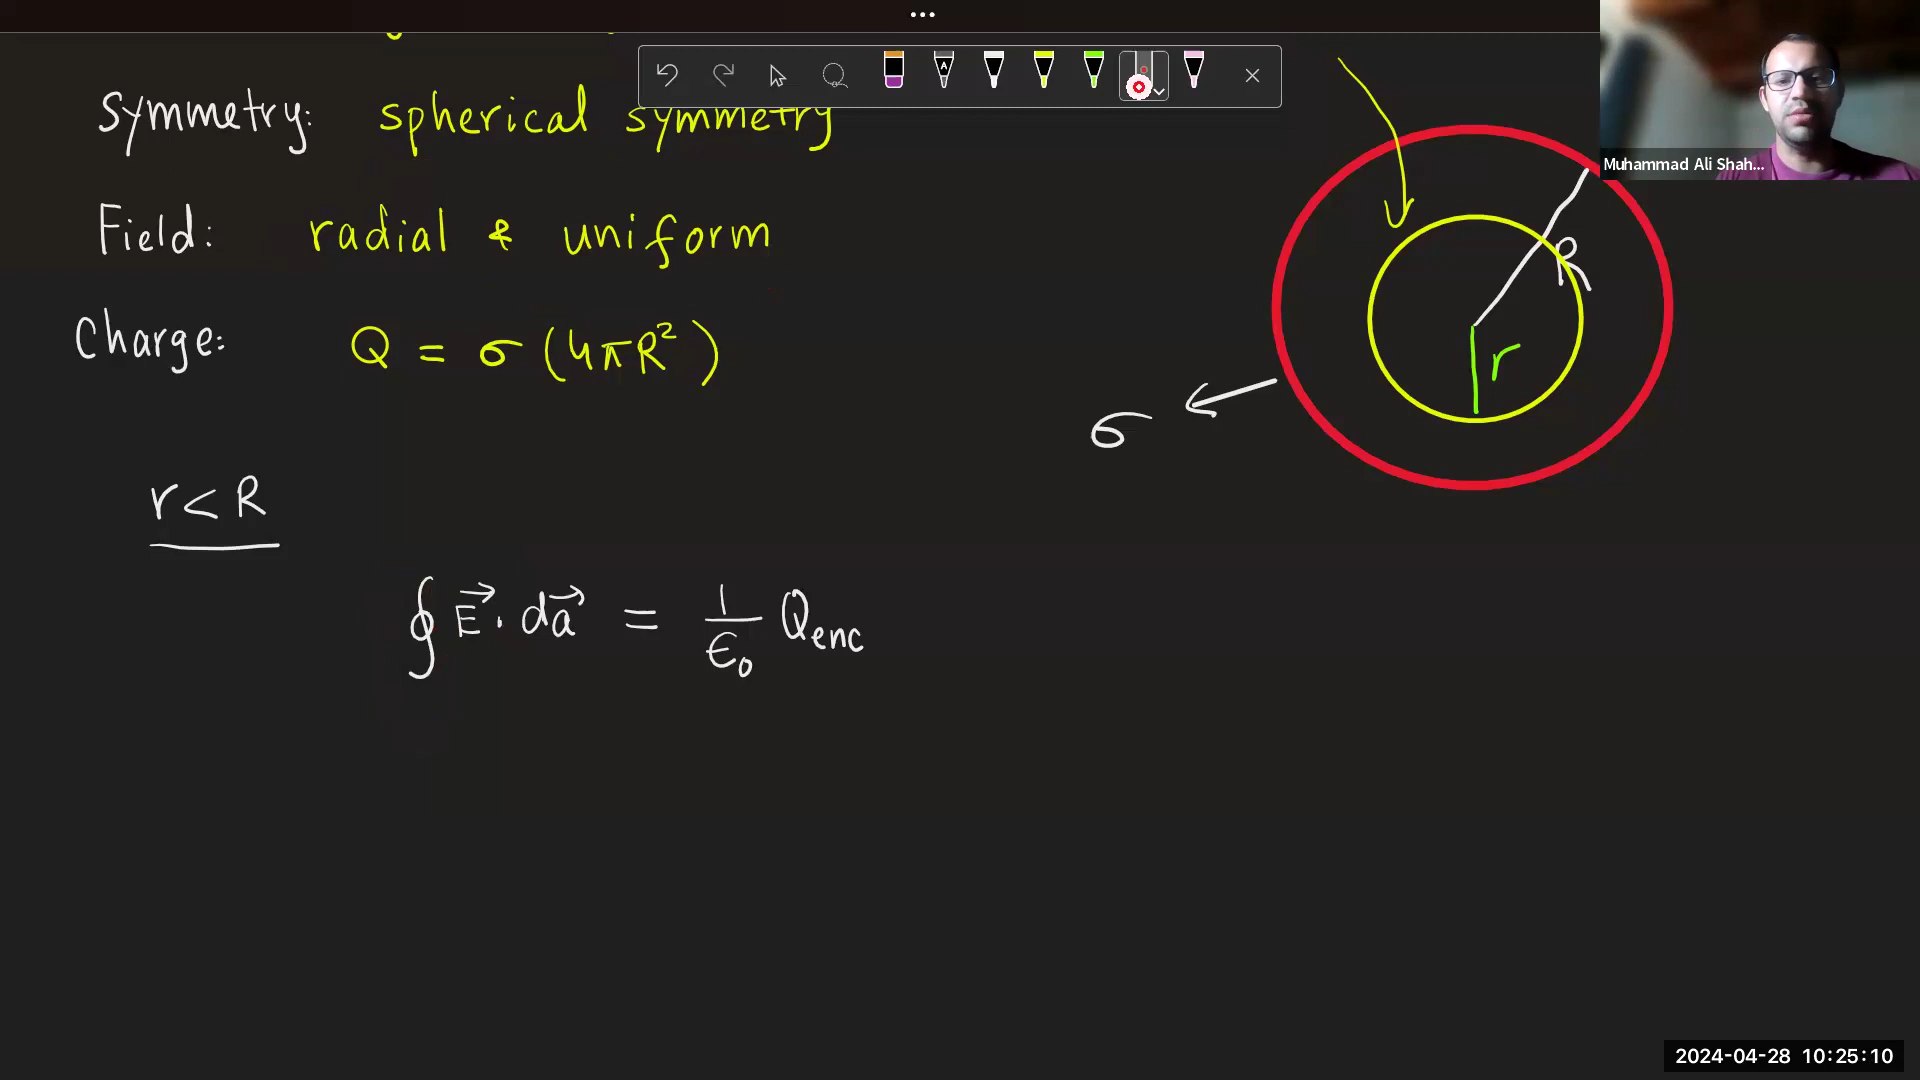 Symmetry: spherical symmetry
Field: radial & uniform
Charge: Q = σ (4πR²)
R
r
σ
r < R
∮ E⃗ · da⃗ = 1/ϵ₀ Qenc
Muhammad Ali Shah...
2024-04-28 10:25:10